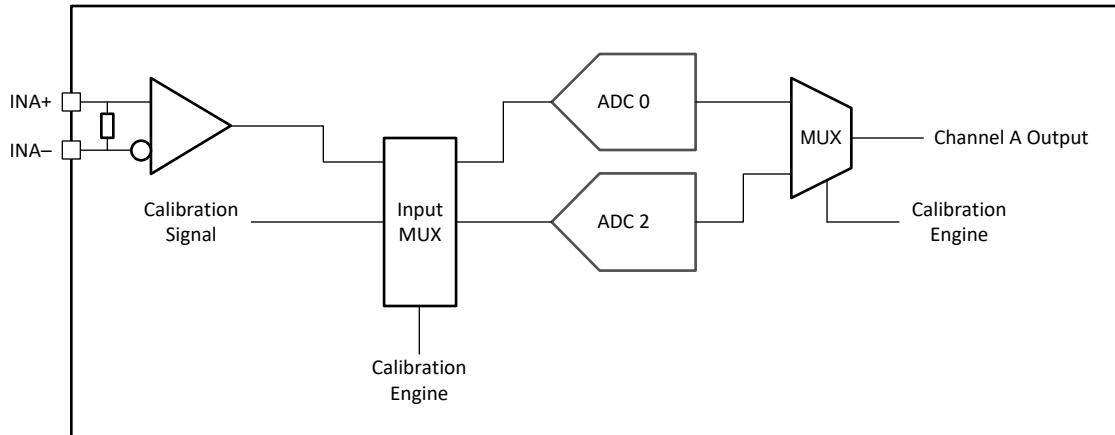 INA+
INA–
ADC 0
MUX
Channel A Output
Calibration
Signal
Input
MUX
ADC 2
Calibration
Engine
Calibration
Engine